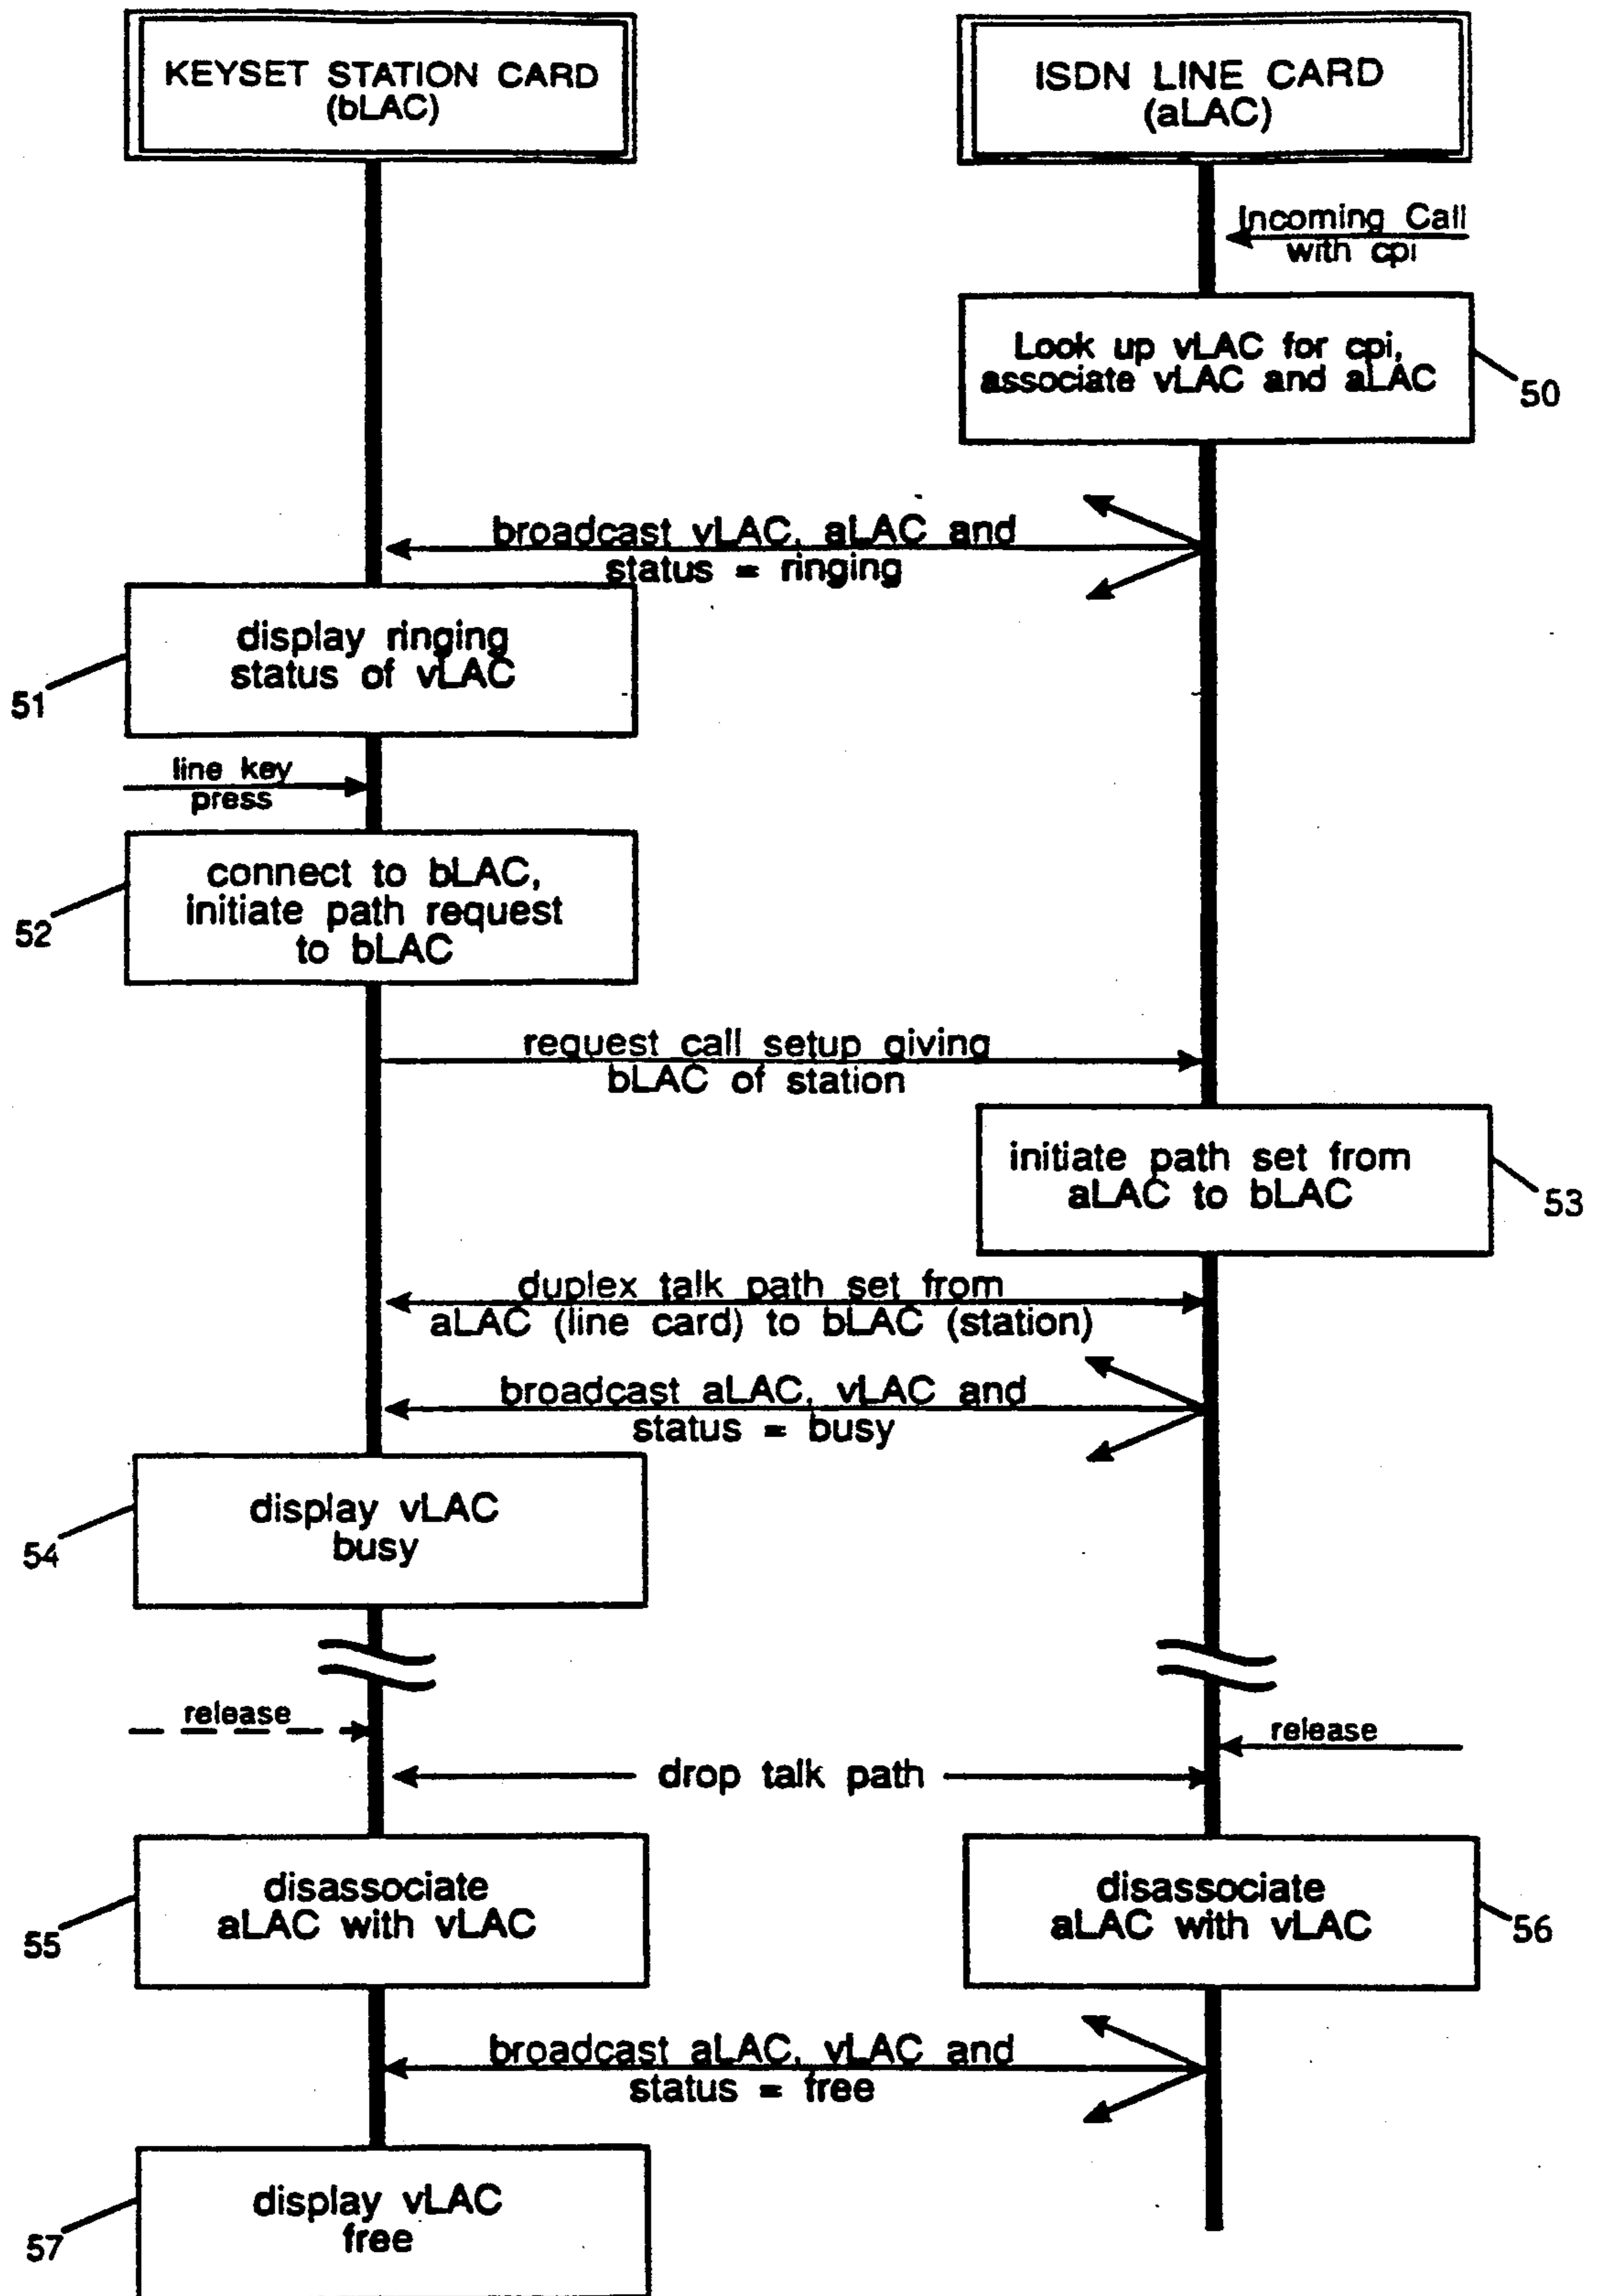 KEYSET STATION CARD
(bLAC)
ISDN LINE CARD
(aLAC)
Incoming Call
with cpi
Look up vLAC for cpi,
associate vLAC and aLAC
50
broadcast vLAC, aLAC and
status = ringing
display ringing
status of vLAC
51
line key
press
connect to bLAC,
initiate path request
to bLAC
52
request call setup giving
bLAC of station
initiate path set from
aLAC to bLAC
53
duplex talk path set from
aLAC (line card) to bLAC (station)
broadcast aLAC, vLAC and
status = busy
display vLAC
busy
54
release
release
drop talk path
disassociate
aLAC with vLAC
55
disassociate
aLAC with vLAC
56
broadcast aLAC, vLAC and
status = free
display vLAC
free
57